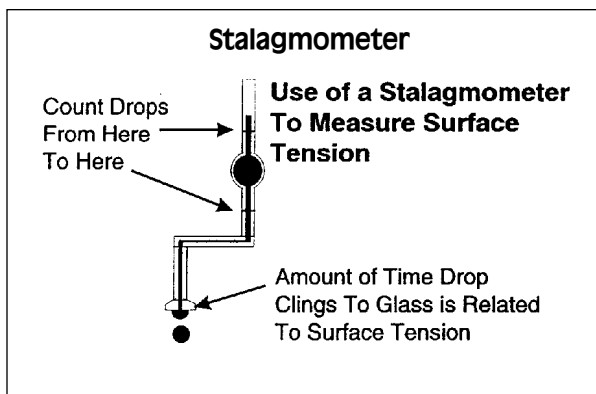 Stalagmometer
Use of a Stalagmometer
To Measure Surface
Tension
Count Drops
From Here
To Here
Amount of Time Drop
Clings To Glass is Related
To Surface Tension